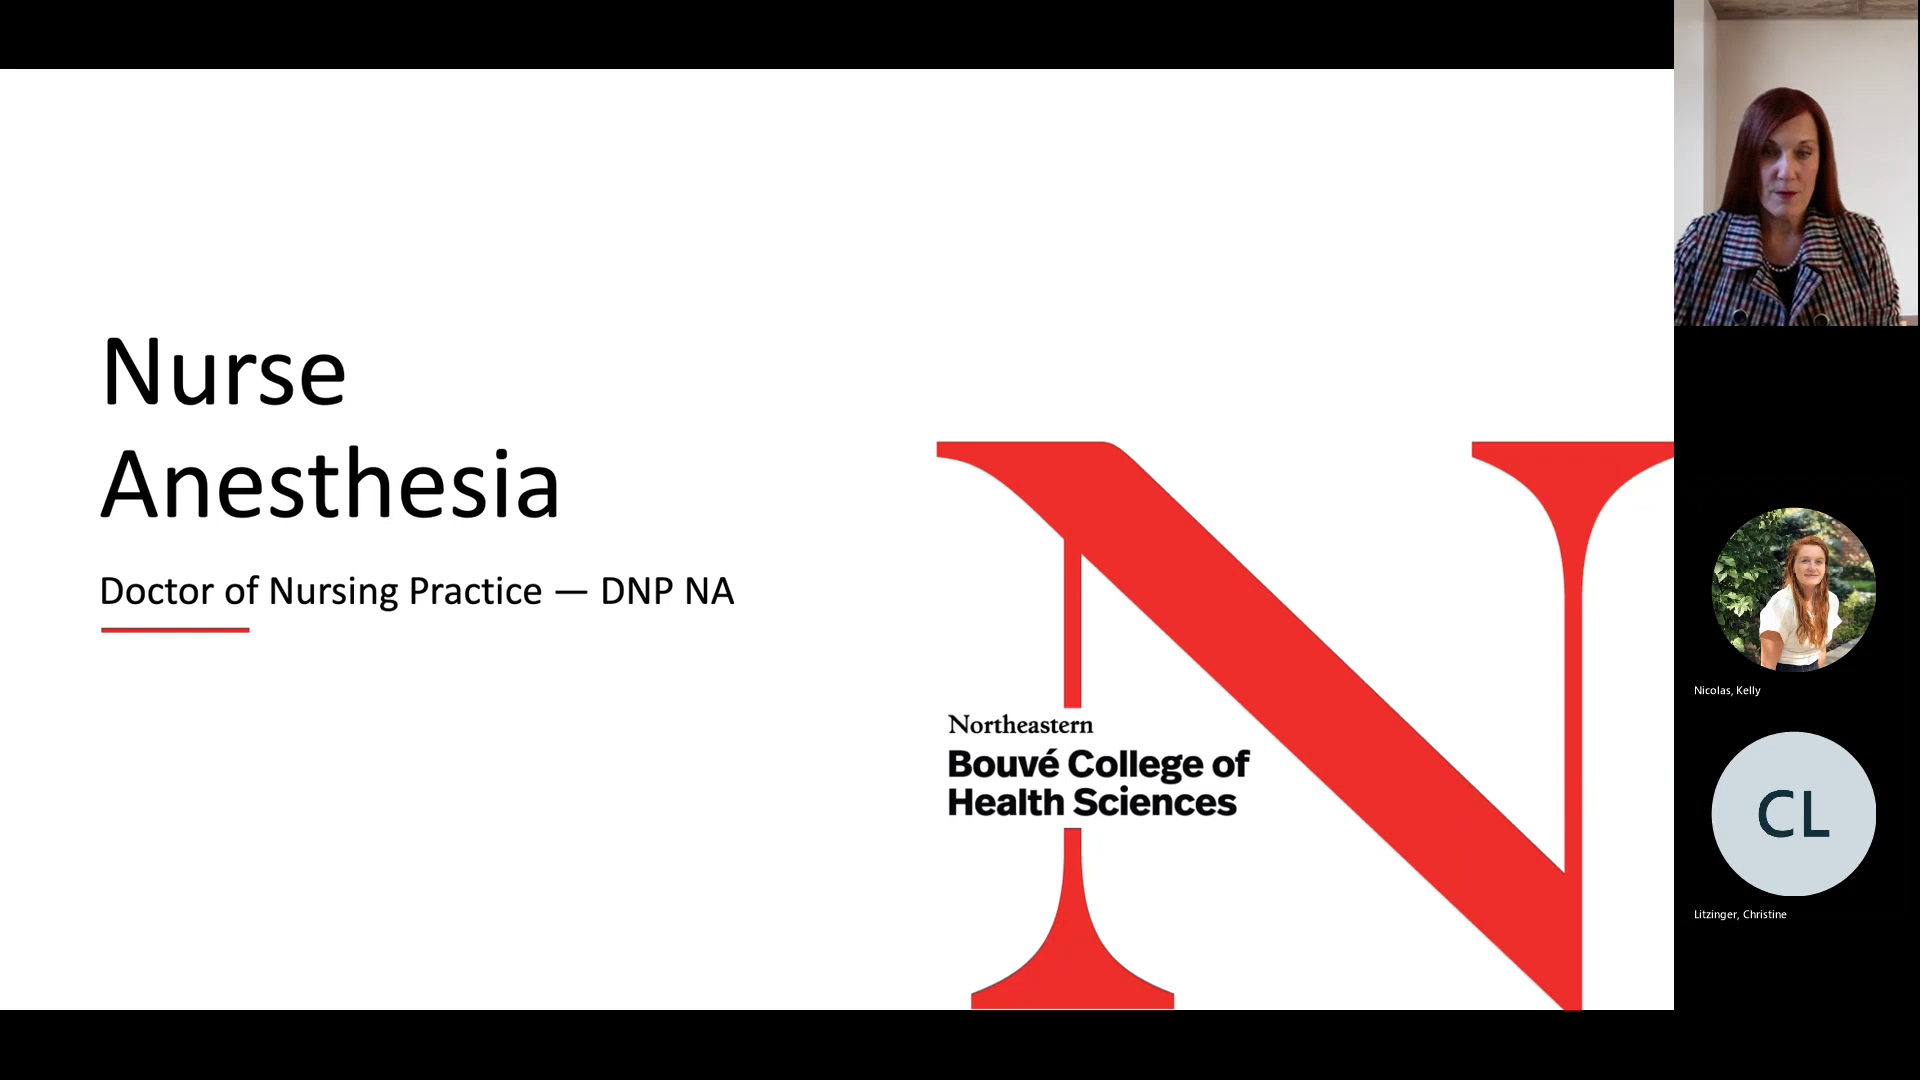 Nurse
Anesthesia
Doctor of Nursing Practice — DNP NA
Northeastern
Bouvé College of
Health Sciences
Nicolas, Kelly
CL
Litzinger, Christine